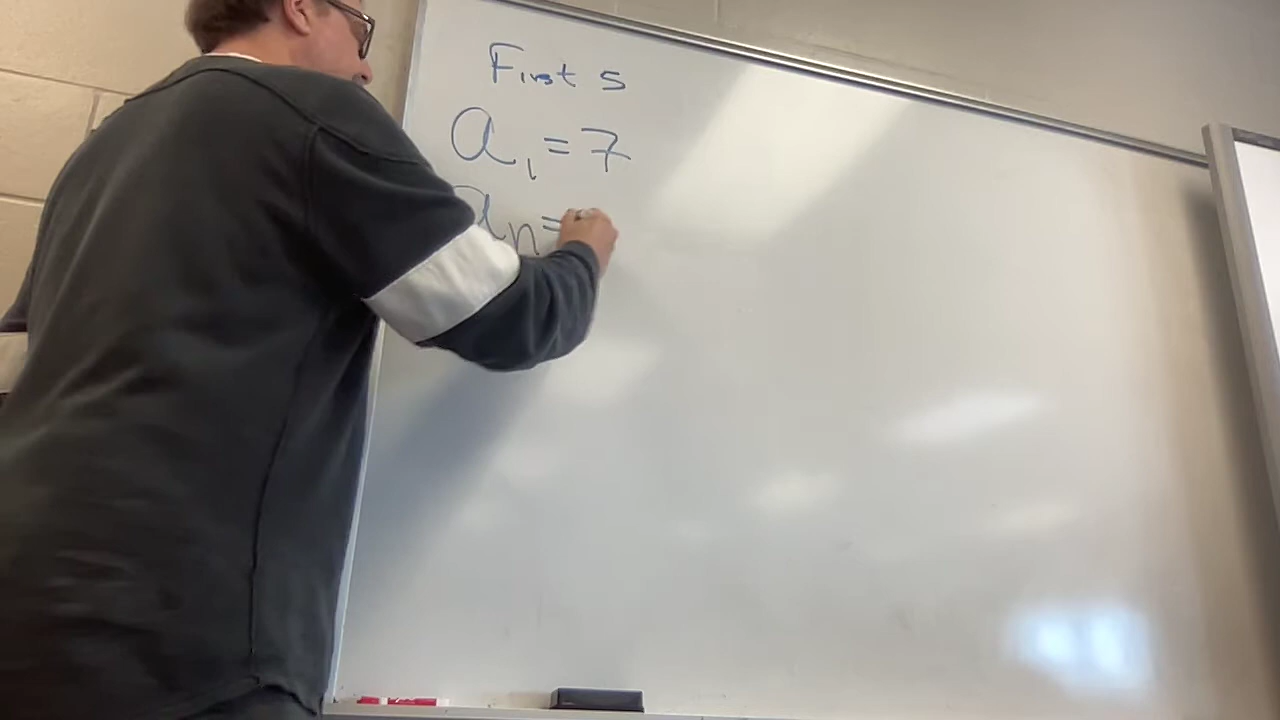 First 5
a₁ = 7
aₙ =